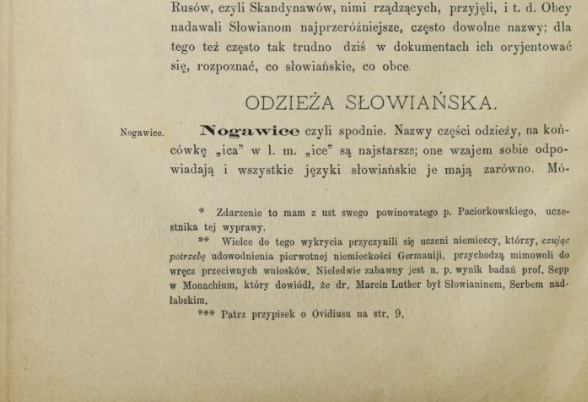 Rusów, czyli Skandynawów, nimi rządzących, przyjęli, i t. d. Obcy
nadawali Słowianom najprzeróżniejsze, często dowolne nazwy; dla
tego też często tak trudno dziś w dokumentach ich oryjentować
się, rozpoznać, co słowiańskie, co obce.
ODZIEŻA SŁOWIAŃSKA.
Nogawice.
Nogawice czyli spodnie. Nazwy części odzieży, na koń-
cówkę „ica” w l. m. „ice” są najstarsze; one wzajem sobie odpo-
wiadają i wszystkie języki słowiańskie je mają zarówno. Mó-
* Zdarzenie to mam z ust swego powinowatego p. Paciorkowskiego, ucze-
stnika tej wyprawy.
** Wielce do tego wykrycia przyczynili się uczeni niemieccy, którzy, czując
potrzebę udowodnienia pierwotnej niemieckości Germaniji, przychodzą mimowoli do
wręcz przeciwnych wniosków. Nieledwie zabawny jest n. p. wynik badań prof. Sepp
w Monachium, który dowiódł, że dr. Marcin Luther był Słowianinem, Serbem nad-
łabskim.
*** Patrz przypisek o Ovidiusu na str. 9.